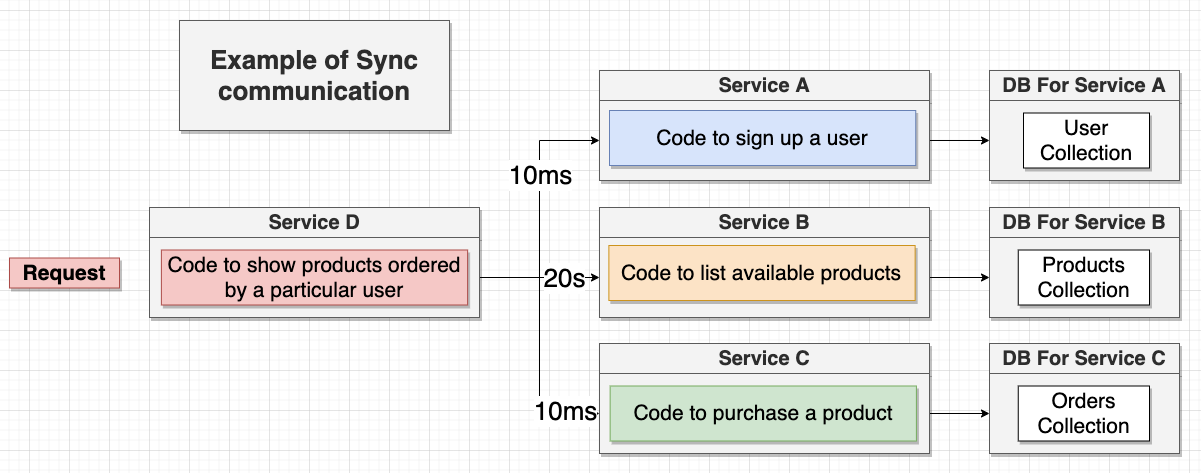 Example of Sync
communication
Service A
DB For Service A
Code to sign up a user
User
Collection
10ms
Service D
Service B
DB For Service B
Request
Code to show products ordered
by a particular user
20s
Code to list available products
Products
Collection
Service C
DB For Service C
10ms
Code to purchase a product
Orders
Collection